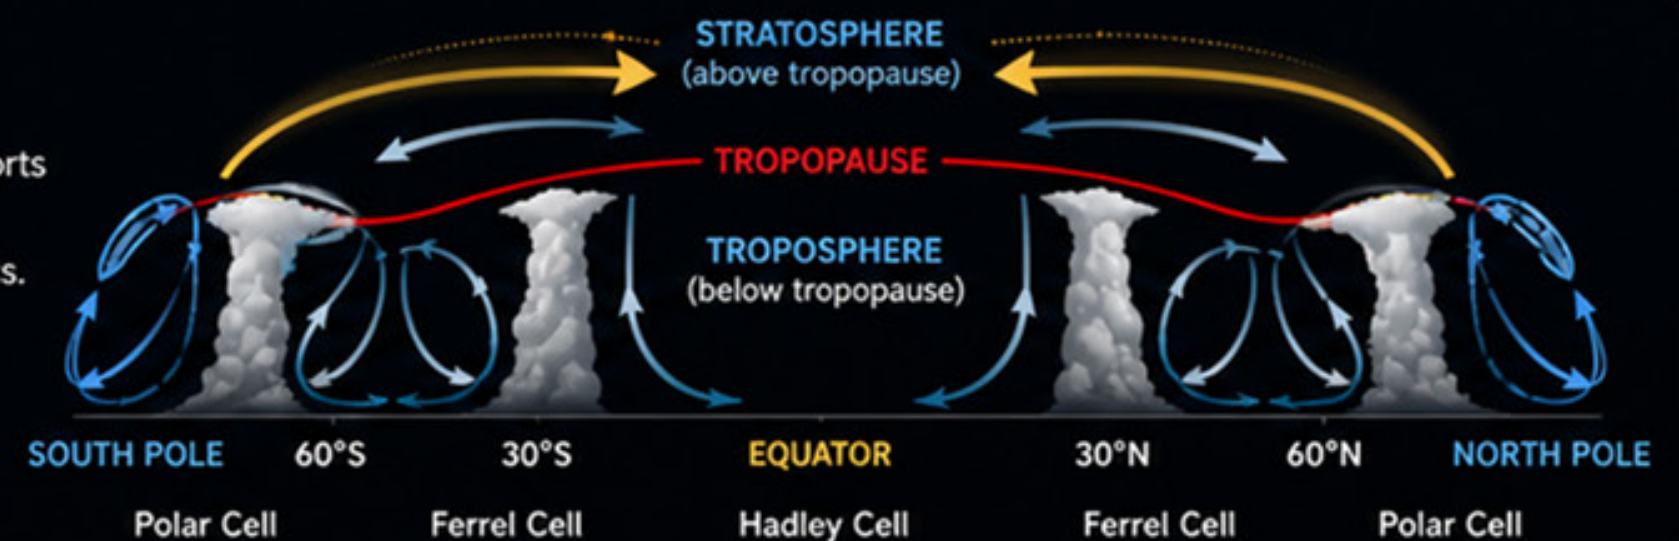 STRATOSPHERE
(above tropopause)
orts
TROPOPAUSE
TROPOSPHERE
s.
(below tropopause)
SOUTH POLE 60°S 30°S EQUATOR 30°N 60°N NORTH POLE
Polar Cell Ferrel Cell Hadley Cell Ferrel Cell Polar Cell